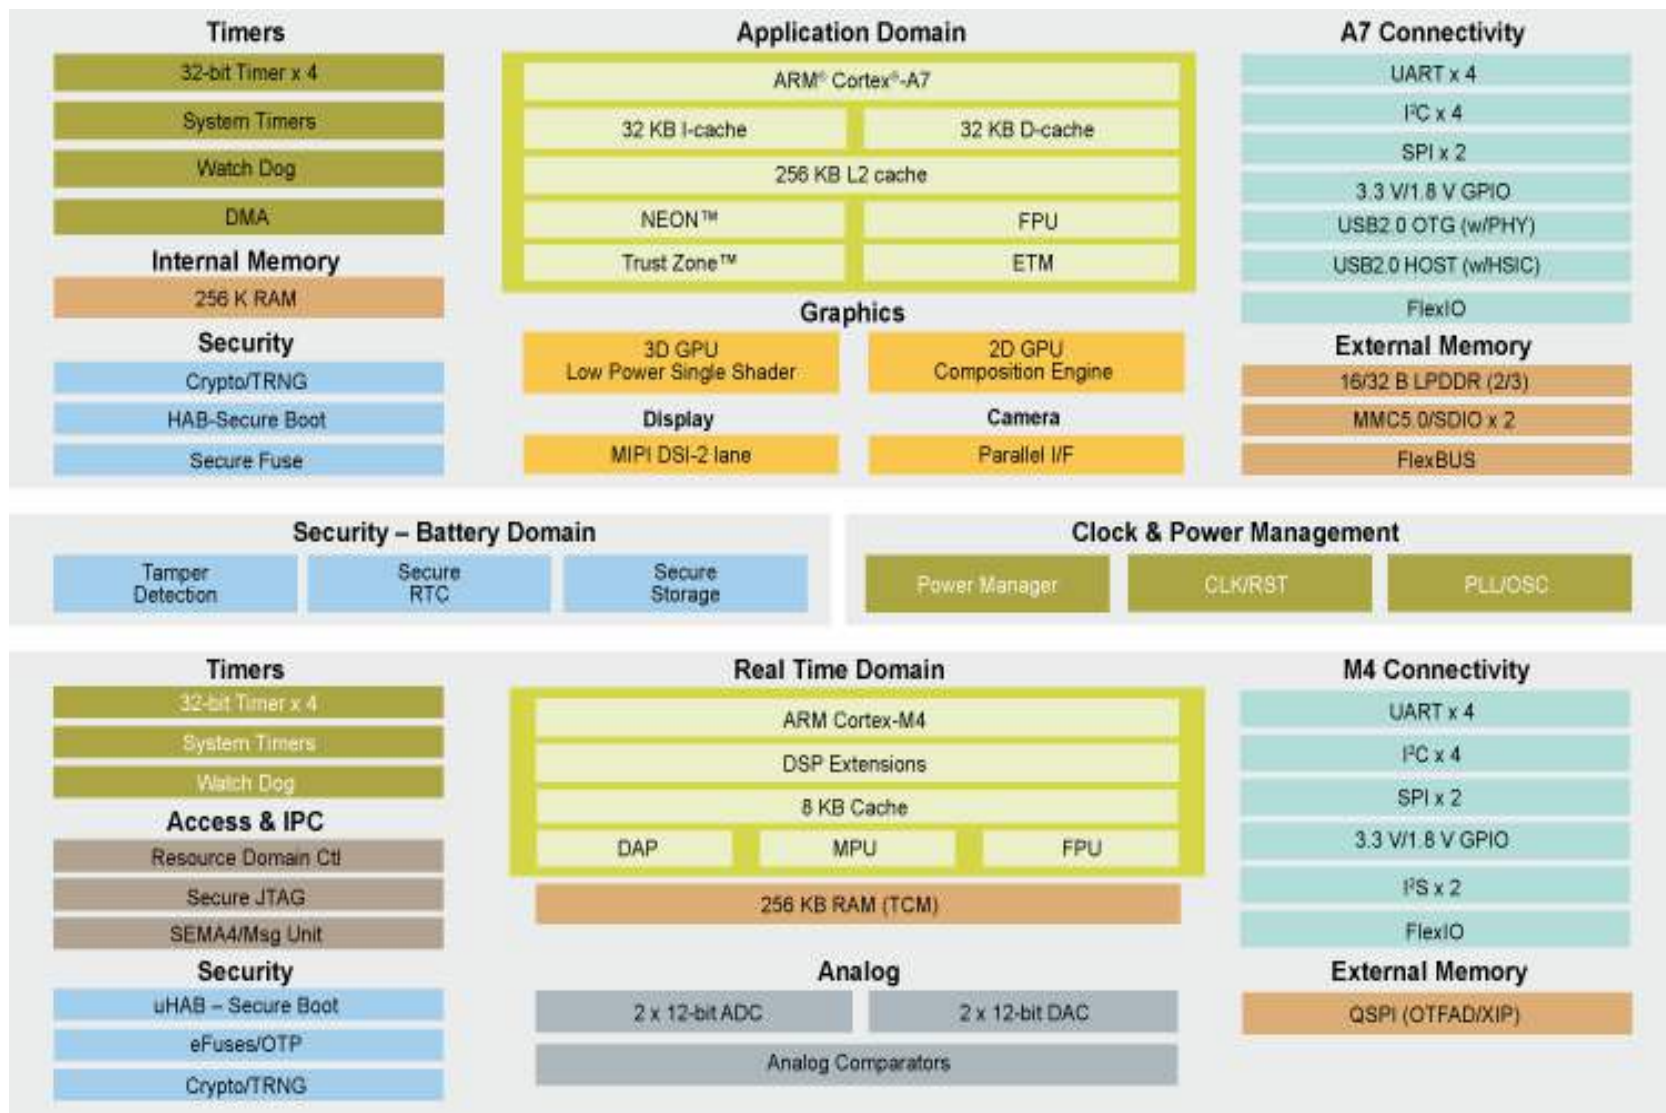 Timers
32-bit Timer x 4
System Timers
Watch Dog
DMA
Internal Memory
256 K RAM
Security
Crypto/TRNG
HAB-Secure Boot
Secure Fuse
Application Domain
ARM® Cortex®-A7
32 KB I-cache
32 KB D-cache
256 KB L2 cache
NEON™
FPU
Trust Zone™
ETM
Graphics
3D GPU
Low Power Single Shader
2D GPU
Composition Engine
Display
MIPI DSI-2 lane
Camera
Parallel I/F
A7 Connectivity
UART x 4
I²C x 4
SPI x 2
3.3 V/1.8 V GPIO
USB2.0 OTG (w/PHY)
USB2.0 HOST (w/HSIC)
FlexIO
External Memory
16/32 B LPDDR (2/3)
MMC5.0/SDIO x 2
FlexBUS
Security – Battery Domain
Tamper
Detection
Secure
RTC
Secure
Storage
Clock & Power Management
Power Manager
CLK/RST
PLL/OSC
Timers
32-bit Timer x 4
System Timers
Watch Dog
Access & IPC
Resource Domain Ctl
Secure JTAG
SEMA4/Msg Unit
Security
uHAB – Secure Boot
eFuses/OTP
Crypto/TRNG
Real Time Domain
ARM Cortex-M4
DSP Extensions
8 KB Cache
DAP
MPU
FPU
256 KB RAM (TCM)
Analog
2 x 12-bit ADC
2 x 12-bit DAC
Analog Comparators
M4 Connectivity
UART x 4
I²C x 4
SPI x 2
3.3 V/1.8 V GPIO
I²S x 2
FlexIO
External Memory
QSPI (OTFAD/XIP)